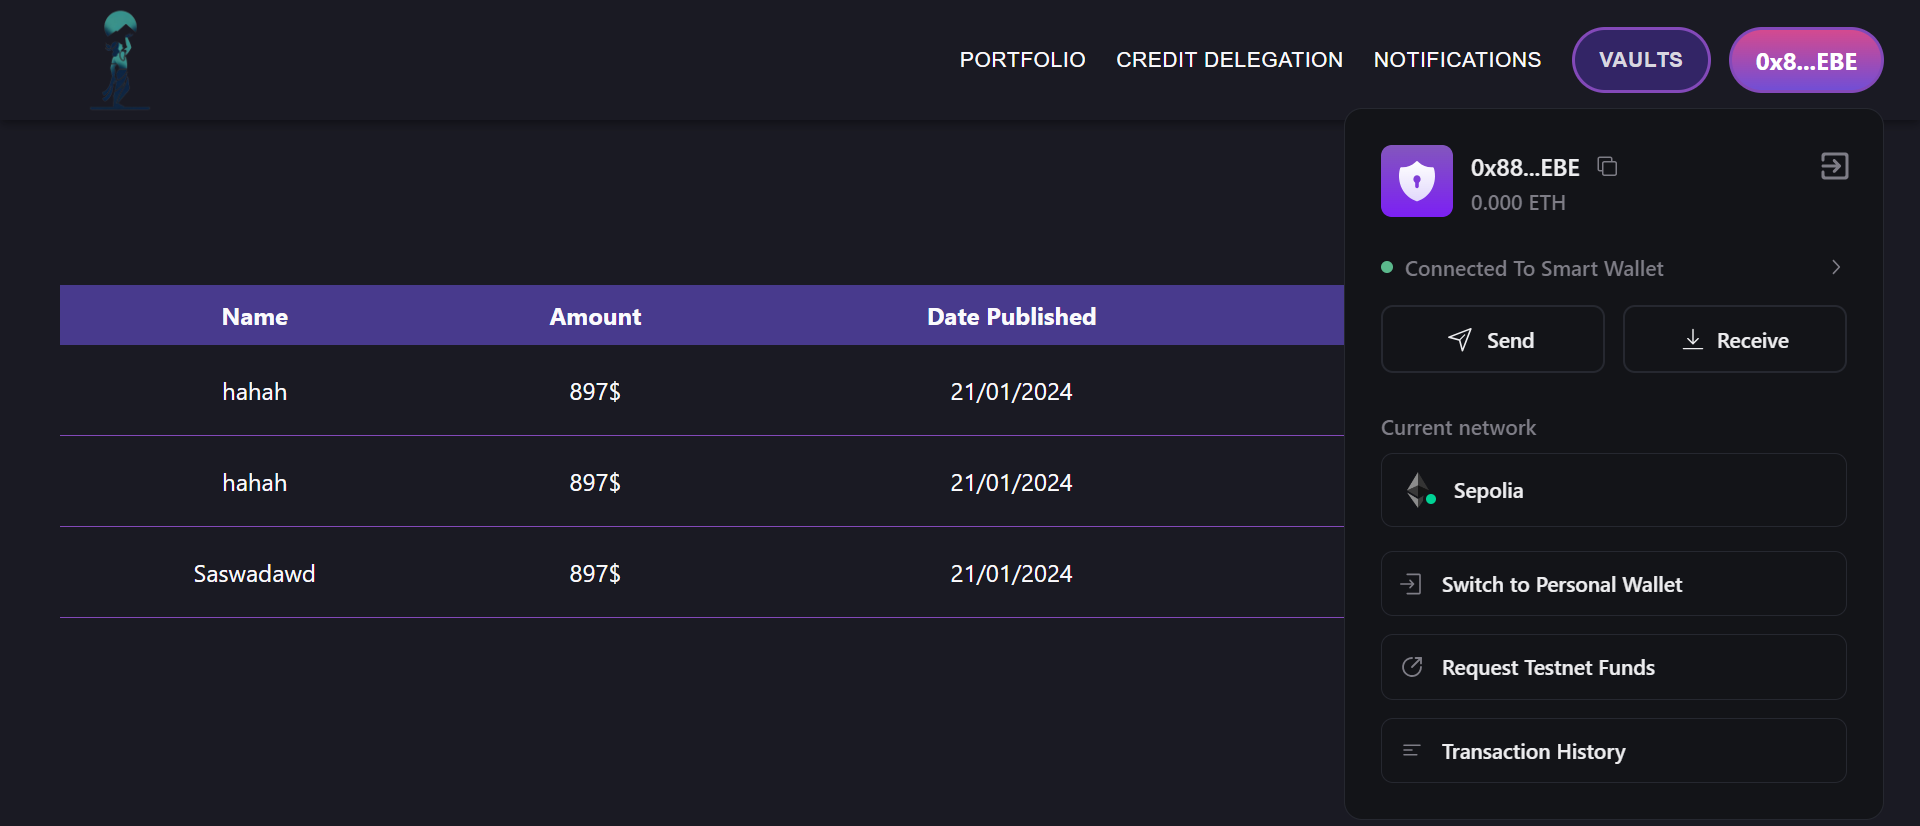 PORTFOLIO CREDIT DELEGATION NOTIFICATIONS VAULTS 0x8...EBE
Name Amount Date Published
hahah 897$ 21/01/2024
hahah 897$ 21/01/2024
Saswadawd 897$ 21/01/2024
0x88...EBE
0.000 ETH
Connected To Smart Wallet
Send Receive
Current network
Sepolia
Switch to Personal Wallet
Request Testnet Funds
Transaction History